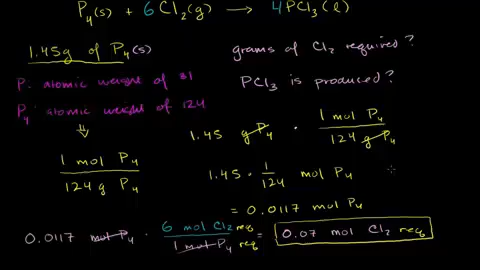 P4(s) + 6Cl2(g) → 4PCl3(l)
1.45g of P4(s)
grams of Cl2 required?
P: atomic weight of 31
PCl3 is produced?
P4: atomic weight of 124
1.45 g P4 · 1 mol P4 / 124 g P4
⇓
1 mol P4 / 124 g P4
1.45 · 1/124 mol P4
= 0.0117 mol P4
0.0117 mol P4 · 6 mol Cl2 req / 1 mol P4 req = 0.07 mol Cl2 req